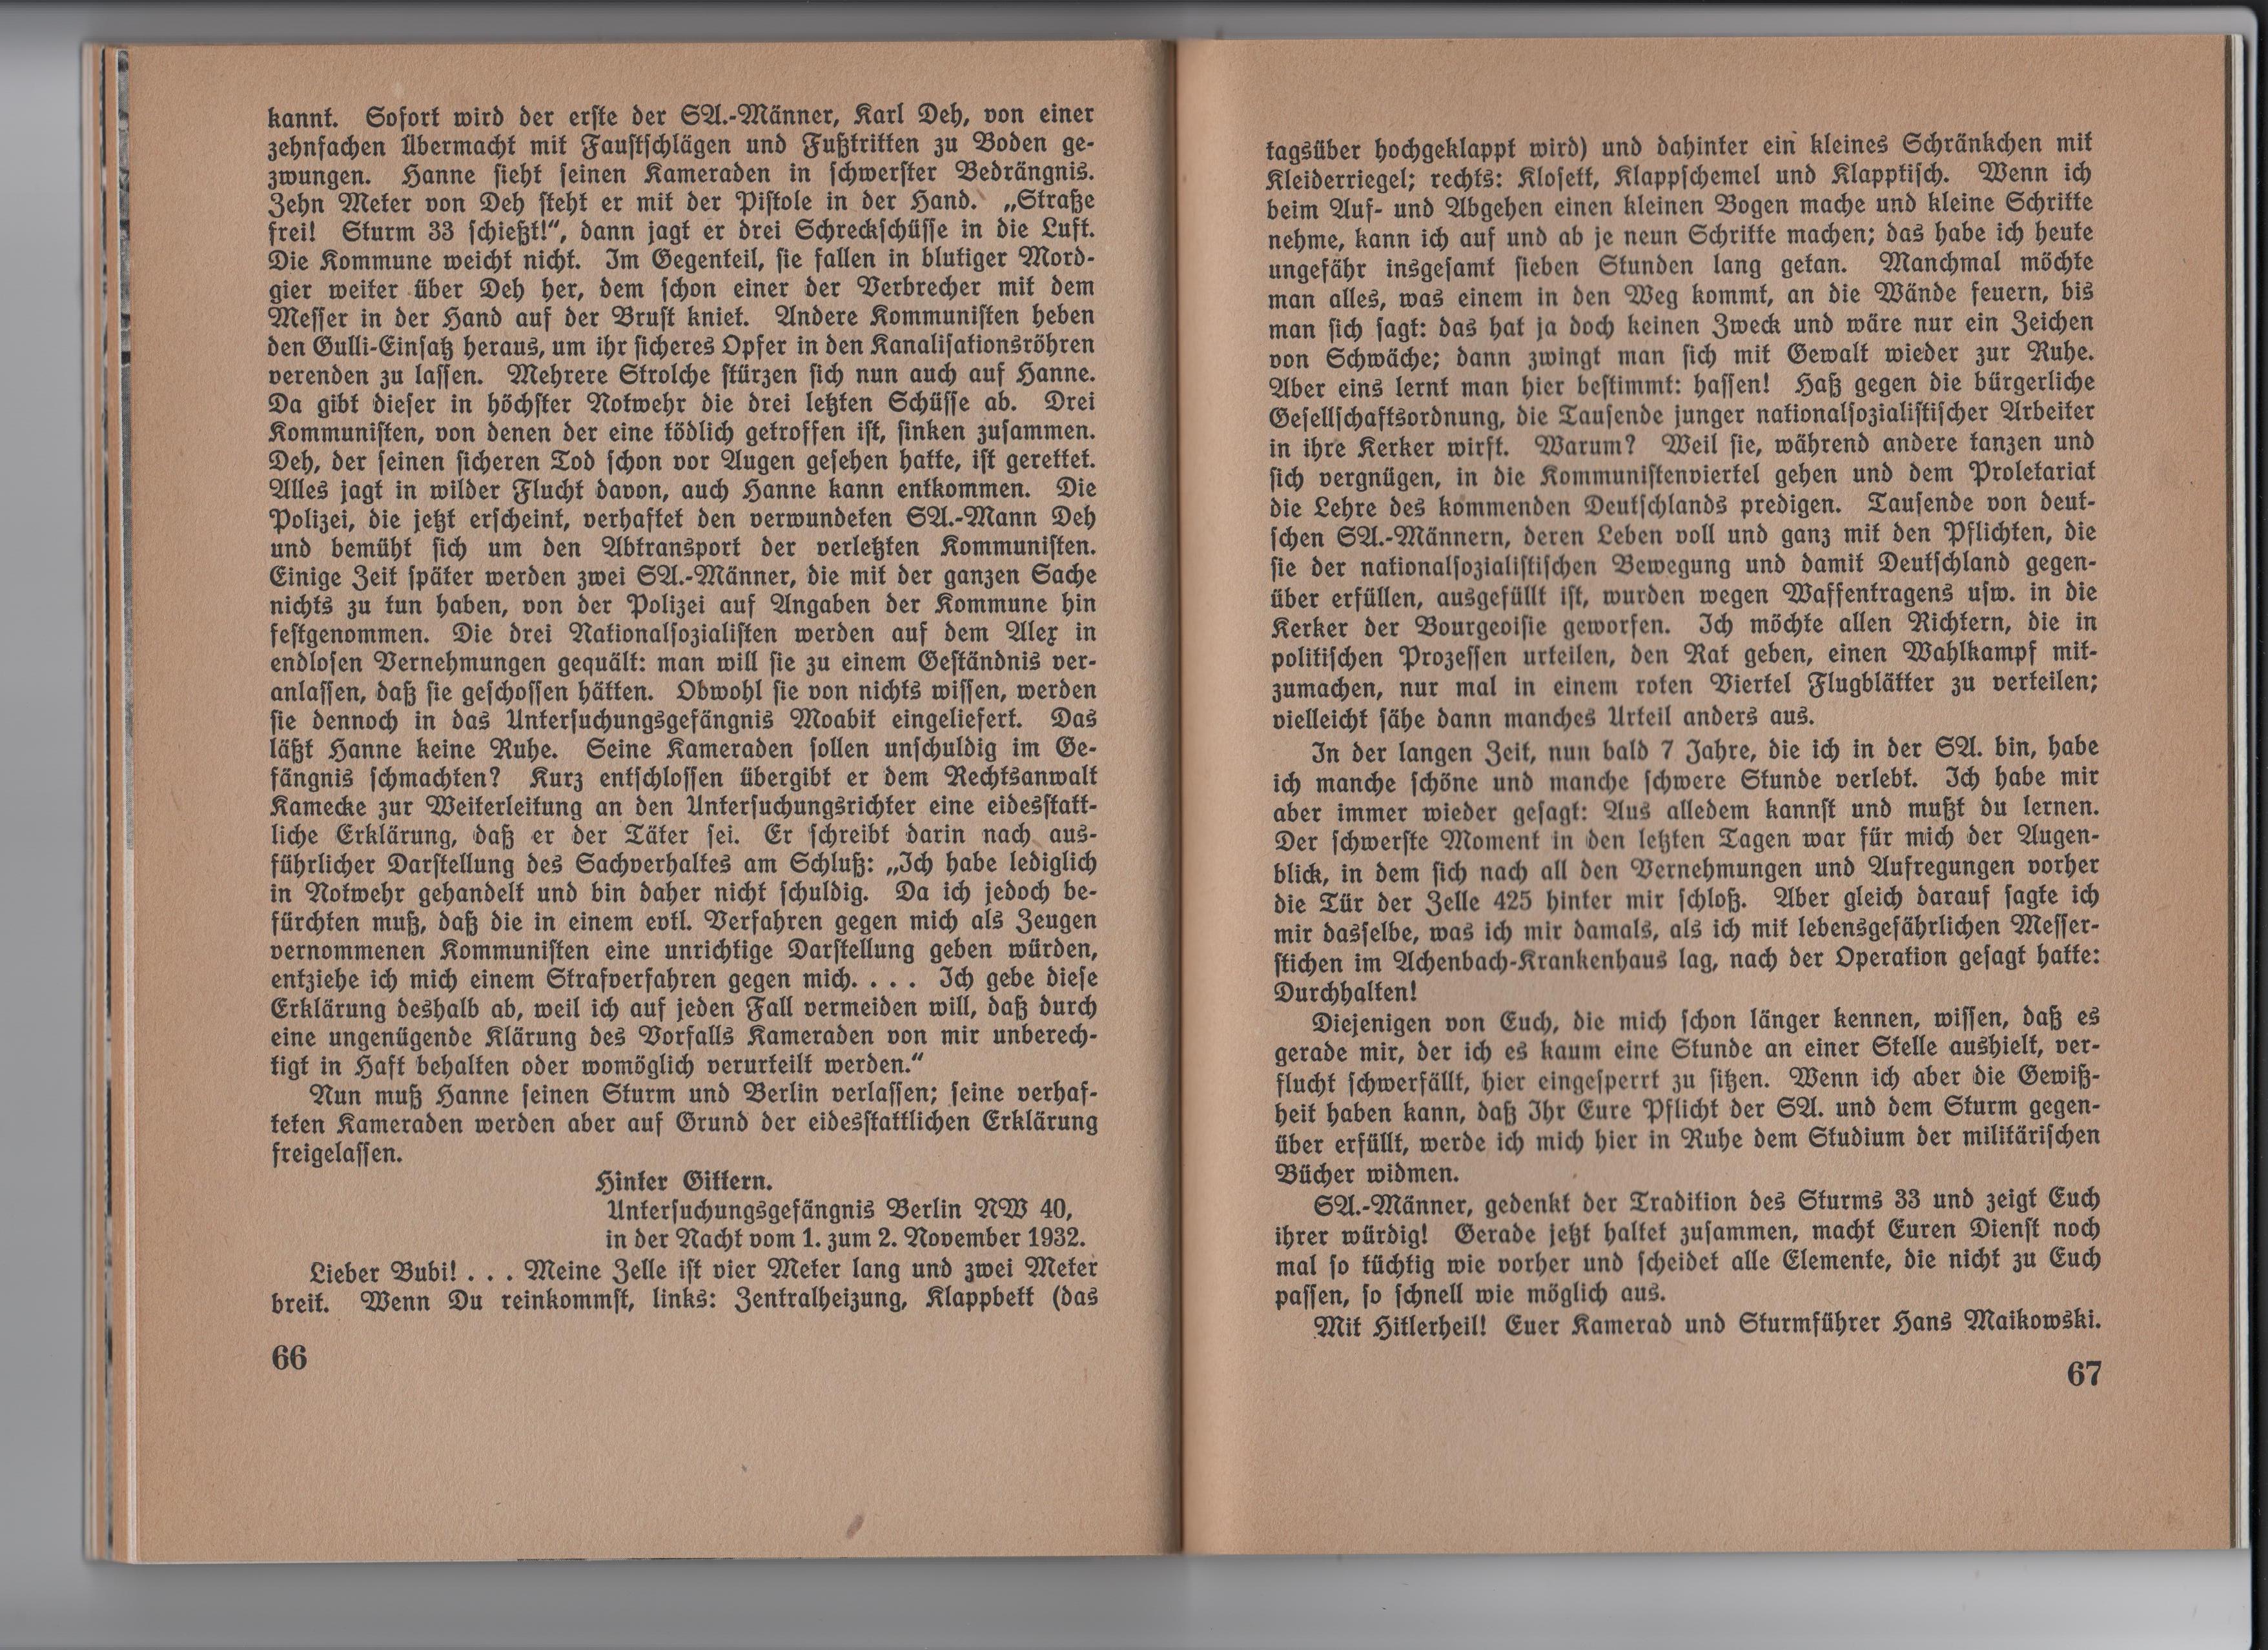 kannt. Sofort wird der erste der SA.-Männer, Karl Deh, von einer
zehnfachen Übermacht mit Faustschlägen und Fußtritten zu Boden ge-
zwungen. Hanne sieht seinen Kameraden in schwerster Bedrängnis.
Zehn Meter von Deh steht er mit der Pistole in der Hand. „Straße
frei! Sturm 33 schießt!“, dann jagt er drei Schreckschüsse in die Luft.
Die Kommune weicht nicht. Im Gegenteil, sie fallen in blutiger Mord-
gier weiter über Deh her, dem schon einer der Verbrecher mit dem
Messer in der Hand auf der Brust kniet. Andere Kommunisten heben
den Gulli-Einsatz heraus, um ihr sicheres Opfer in den Kanalisationsröhren
verenden zu lassen. Mehrere Strolche stürzen sich nun auch auf Hanne.
Da gibt dieser in höchster Notwehr die drei letzten Schüsse ab. Drei
Kommunisten, von denen der eine tödlich getroffen ist, sinken zusammen.
Deh, der seinen sicheren Tod schon vor Augen gesehen hatte, ist gerettet.
Alles jagt in wilder Flucht davon, auch Hanne kann entkommen. Die
Polizei, die jetzt erscheint, verhaftet den verwundeten SA.-Mann Deh
und bemüht sich um den Abtransport der verletzten Kommunisten.
Einige Zeit später werden zwei SA.-Männer, die mit der ganzen Sache
nichts zu tun haben, von der Polizei auf Angaben der Kommune hin
festgenommen. Die drei Nationalsozialisten werden auf dem Alex in
endlosen Vernehmungen gequält: man will sie zu einem Geständnis ver-
anlassen, daß sie geschossen hätten. Obwohl sie von nichts wissen, werden
sie dennoch in das Untersuchungsgefängnis Moabit eingeliefert. Das
läßt Hanne keine Ruhe. Seine Kameraden sollen unschuldig im Ge-
fängnis schmachten? Kurz entschlossen übergibt er dem Rechtsanwalt
Kamecke zur Weiterleitung an den Untersuchungsrichter eine eidesstatt-
liche Erklärung, daß er der Täter sei. Er schreibt darin nach aus-
führlicher Darstellung des Sachverhaltes am Schluß: „Ich habe lediglich
in Notwehr gehandelt und bin daher nicht schuldig. Da ich jedoch be-
fürchten muß, daß die in einem evtl. Verfahren gegen mich als Zeugen
vernommenen Kommunisten eine unrichtige Darstellung geben würden,
entziehe ich mich einem Strafverfahren gegen mich. . . . Ich gebe diese
Erklärung deshalb ab, weil ich auf jeden Fall vermeiden will, daß durch
eine ungenügende Klärung des Vorfalls Kameraden von mir unberech-
tigt in Haft behalten oder womöglich verurteilt werden.“
Nun muß Hanne seinen Sturm und Berlin verlassen; seine verhaf-
teten Kameraden werden aber auf Grund der eidesstattlichen Erklärung
freigelassen.
Hinter Gittern.
Untersuchungsgefängnis Berlin NW 40,
in der Nacht vom 1. zum 2. November 1932.
Lieber Bubi! . . . Meine Zelle ist vier Meter lang und zwei Meter
breit. Wenn Du reinkommst, links: Zentralheizung, Klappbett (das
66
tagsüber hochgeklappt wird) und dahinter ein kleines Schränkchen mit
Kleiderriegel; rechts: Klosett, Klappschemel und Klapptisch. Wenn ich
beim Auf- und Abgehen einen kleinen Bogen mache und kleine Schritte
nehme, kann ich auf und ab je neun Schritte machen; das habe ich heute
ungefähr insgesamt sieben Stunden lang getan. Manchmal möchte
man alles, was einem in den Weg kommt, an die Wände feuern, bis
man sich sagt: das hat ja doch keinen Zweck und wäre nur ein Zeichen
von Schwäche; dann zwingt man sich mit Gewalt wieder zur Ruhe.
Aber eins lernt man hier bestimmt: hassen! Haß gegen die bürgerliche
Gesellschaftsordnung, die Tausende junger nationalsozialistischer Arbeiter
in ihre Kerker wirft. Warum? Weil sie, während andere tanzen und
sich vergnügen, in die Kommunistenviertel gehen und dem Proletariat
die Lehre des kommenden Deutschlands predigen. Tausende von deut-
schen SA.-Männern, deren Leben voll und ganz mit den Pflichten, die
sie der nationalsozialistischen Bewegung und damit Deutschland gegen-
über erfüllen, ausgefüllt ist, wurden wegen Waffentragens usw. in die
Kerker der Bourgeoisie geworfen. Ich möchte allen Richtern, die in
politischen Prozessen urteilen, den Rat geben, einen Wahlkampf mit-
zumachen, nur mal in einem roten Viertel Flugblätter zu verteilen;
vielleicht sähe dann manches Urteil anders aus.
In der langen Zeit, nun bald 7 Jahre, die ich in der SA. bin, habe
ich manche schöne und manche schwere Stunde verlebt. Ich habe mir
aber immer wieder gesagt: Aus alledem kannst und mußt du lernen.
Der schwerste Moment in den letzten Tagen war für mich der Augen-
blick, in dem sich nach all den Vernehmungen und Aufregungen vorher
die Tür der Zelle 425 hinter mir schloß. Aber gleich darauf sagte ich
mir dasselbe, was ich mir damals, als ich mit lebensgefährlichen Messer-
stichen im Achenbach-Krankenhaus lag, nach der Operation gesagt hatte:
Durchhalten!
Diejenigen von Euch, die mich schon länger kennen, wissen, daß es
gerade mir, der ich es kaum eine Stunde an einer Stelle aushielt, ver-
flucht schwerfällt, hier eingesperrt zu sitzen. Wenn ich aber die Gewiß-
heit haben kann, daß Ihr Eure Pflicht der SA. und dem Sturm gegen-
über erfüllt, werde ich mich hier in Ruhe dem Studium der militärischen
Bücher widmen.
SA.-Männer, gedenkt der Tradition des Sturms 33 und zeigt Euch
ihrer würdig! Gerade jetzt haltet zusammen, macht Euren Dienst noch
mal so tüchtig wie vorher und scheidet alle Elemente, die nicht zu Euch
passen, so schnell wie möglich aus.
Mit Hitlerheil! Euer Kamerad und Sturmführer Hans Maikowski.
67